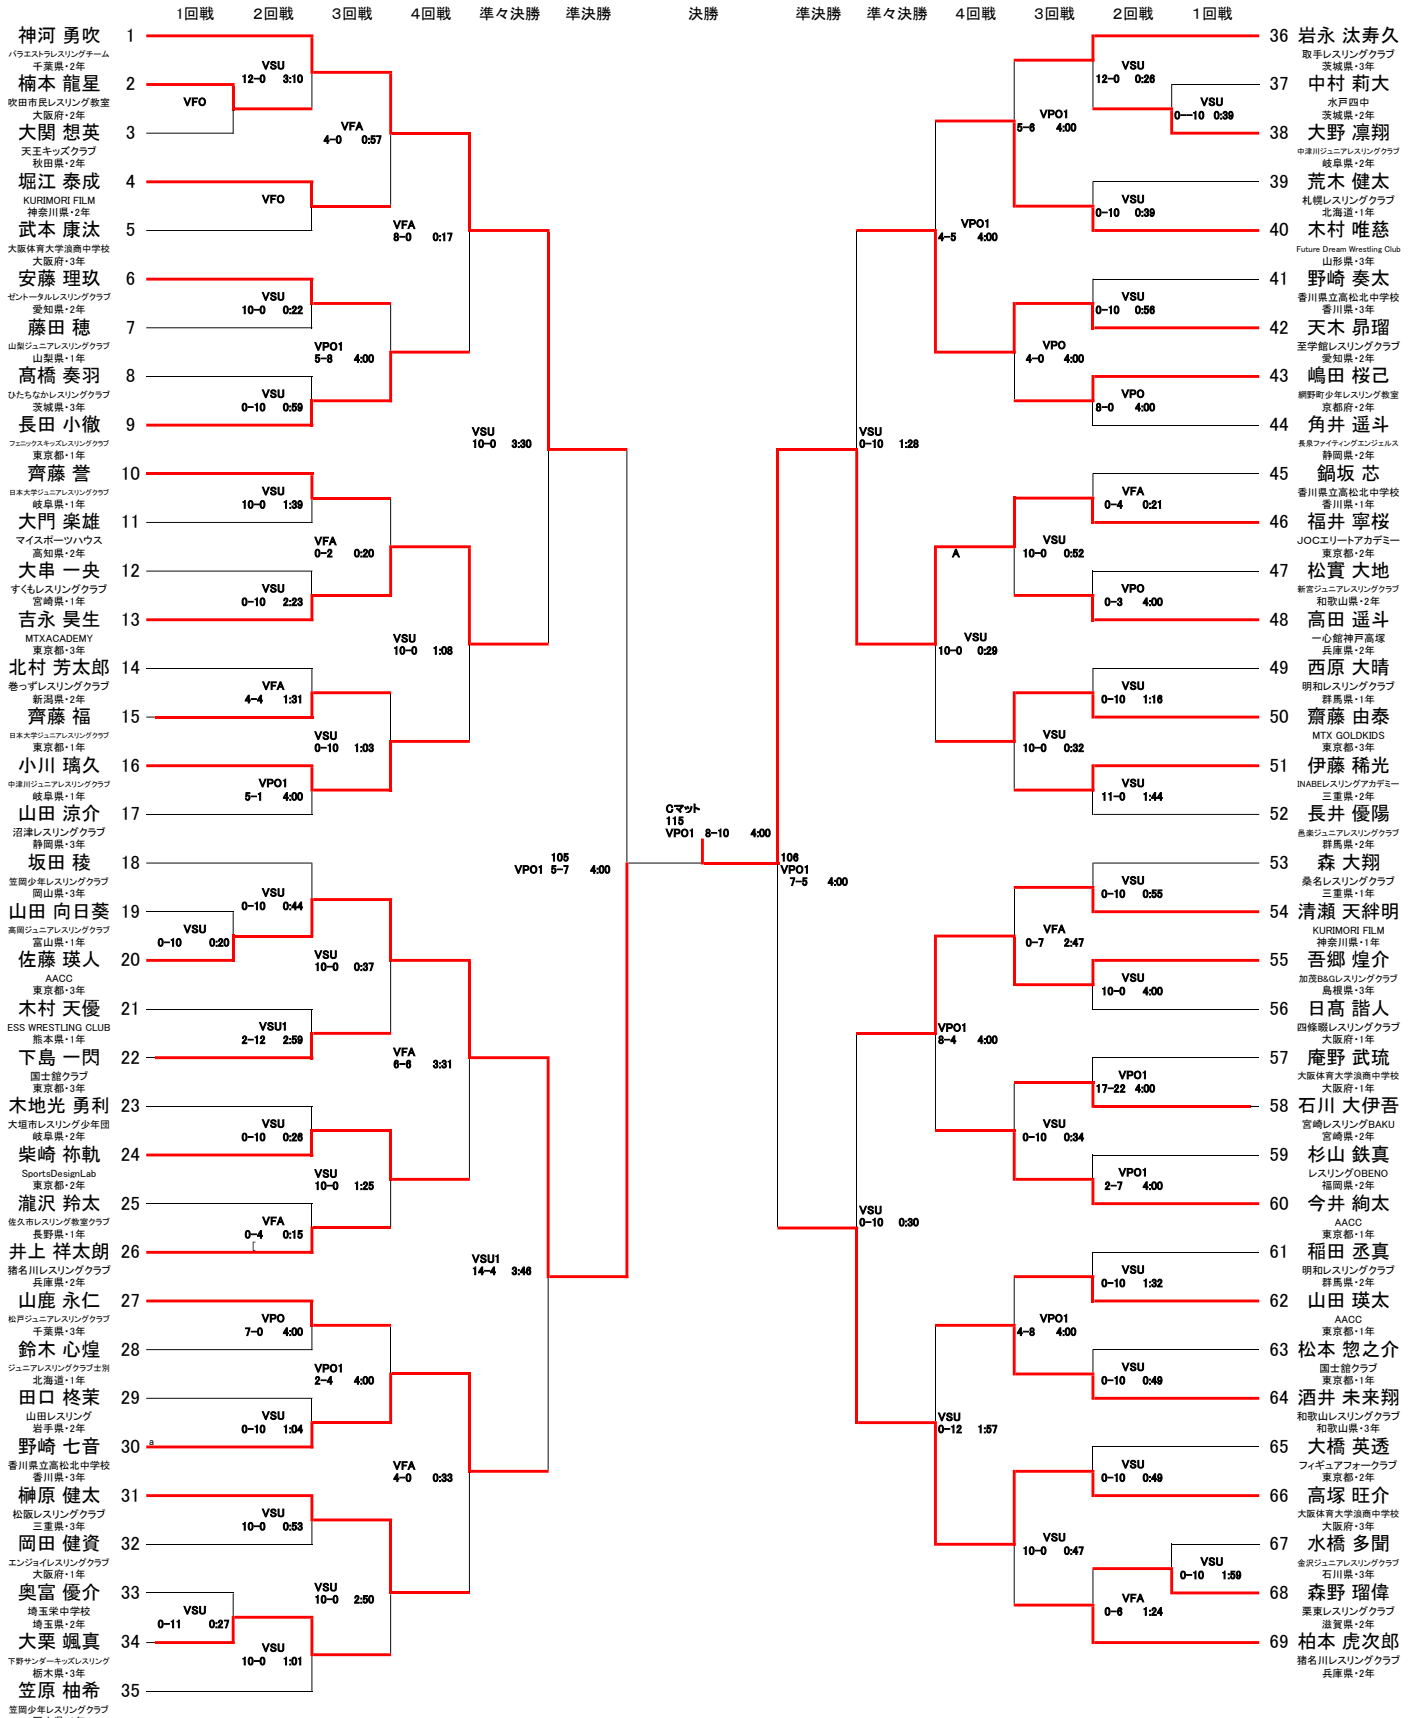 1回戦 2回戦 3回戦 4回戦 準々決勝 準決勝 決勝 準決勝 準々決勝 4回戦 3回戦 2回戦 1回戦
神河 勇吹 1
パラエストラレスリングチーム
千葉県・2年
楠本 龍星 2
吹田市民レスリング教室
大阪府・2年
大関 想英 3
天王キッズクラブ
秋田県・2年
堀江 泰成 4
KURIMORI FILM
神奈川県・2年
武本 康汰 5
大阪体育大学浪商中学校
大阪府・3年
安藤 理玖 6
ゼントータルレスリングクラブ
愛知県・2年
藤田 穂 7
山梨ジュニアレスリングクラブ
山梨県・1年
髙橋 奏羽 8
ひたちなかレスリングクラブ
茨城県・3年
長田 小徹 9
フェニックスキッズレスリングクラブ
東京都・1年
齊藤 誉 10
日本大学ジュニアレスリングクラブ
岐阜県・1年
大門 楽雄 11
マイスポーツハウス
高知県・2年
大串 一央 12
すくもレスリングクラブ
宮崎県・1年
吉永 昊生 13
MTXACADEMY
東京都・3年
北村 芳太郎 14
巻っずレスリングクラブ
新潟県・2年
齊藤 福 15
日本大学ジュニアレスリングクラブ
東京都・1年
小川 璃久 16
中津川ジュニアレスリングクラブ
岐阜県・1年
山田 涼介 17
沼津レスリングクラブ
静岡県・3年
坂田 稜 18
笠岡少年レスリングクラブ
岡山県・3年
山田 向日葵 19
高岡ジュニアレスリングクラブ
富山県・1年
佐藤 瑛人 20
AACC
東京都・3年
木村 天優 21
ESS WRESTLING CLUB
熊本県・1年
下島 一閃 22
国士舘クラブ
東京都・3年
木地光 勇利 23
大垣市レスリング少年団
岐阜県・2年
柴崎 祢軌 24
SportsDesignLab
東京都・2年
瀧沢 羚太 25
佐久市レスリング教室クラブ
長野県・1年
井上 祥太朗 26
猪名川レスリングクラブ
兵庫県・2年
山鹿 永仁 27
松戸ジュニアレスリングクラブ
千葉県・3年
鈴木 心煌 28
ジュニアレスリングクラブ士別
北海道・1年
田口 柊茉 29
山田レスリング
岩手県・2年
野崎 七音 30 a
香川県立高松北中学校
香川県・3年
榊原 健太 31
松阪レスリングクラブ
三重県・3年
岡田 健資 32
エンジョイレスリングクラブ
大阪府・1年
奥富 優介 33
埼玉栄中学校
埼玉県・2年
大栗 颯真 34
下野サンダーキッズレスリング
栃木県・3年
笠原 柚希 35
笠岡少年レスリングクラブ
VFO
VSU
0-10 0:20
VSU
0-11 0:27
VSU
12-0 3:10
VFO
VSU
10-0 0:22
VSU
0-10 0:59
VSU
10-0 1:39
VSU
0-10 2:23
VFA
4-4 1:31
VPO1
5-1 4:00
VSU
0-10 0:44
VSU1
2-12 2:59
VSU
0-10 0:26
VFA
0-4 0:15
[
VPO
7-0 4:00
VSU
0-10 1:04
VSU
10-0 0:53
VSU
10-0 1:01
VFA
4-0 0:57
VPO1
5-8 4:00
VFA
0-2 0:20
VSU
0-10 1:03
VSU
10-0 0:37
VSU
10-0 1:25
VPO1
2-4 4:00
VSU
10-0 2:50
VFA
8-0 0:17
VSU
10-0 1:08
VFA
6-6 3:31
VFA
4-0 0:33
VSU
10-0 3:30
VSU1
14-4 3:46
105
VPO1 5-7 4:00
Cマット
115
VPO1 8-10 4:00
106
VPO1
7-5 4:00
VSU
0-10 1:28
VSU
0-10 0:30
VPO1
4-5 4:00
A
VSU
10-0 0:29
VPO1
8-4 4:00
VSU
0-12 1:57
VPO1
5-6 4:00
VPO
4-0 4:00
VSU
10-0 0:52
VSU
10-0 0:32
VFA
0-7 2:47
VSU
0-10 0:34
VPO1
4-8 4:00
VSU
10-0 0:47
VSU
12-0 0:26
VSU
0-10 0:39
VSU
0-10 0:56
VPO
8-0 4:00
VFA
0-4 0:21
VPO
0-3 4:00
VSU
0-10 1:16
VSU
11-0 1:44
VSU
0-10 0:55
VSU
10-0 4:00
VPO1
17-22 4:00
VPO1
2-7 4:00
VSU
0-10 1:32
VSU
0-10 0:49
VSU
0-10 0:49
VFA
0-6 1:24
VSU
0--10 0:39
VSU
0-10 1:59
36 岩永 汰寿久
取手レスリングクラブ
茨城県・3年
37 中村 莉大
水戸四中
茨城県・2年
38 大野 凛翔
中津川ジュニアレスリングクラブ
岐阜県・2年
39 荒木 健太
札幌レスリングクラブ
北海道・1年
40 木村 唯慈
Future Dream Wrestling Club
山形県・3年
41 野崎 奏太
香川県立高松北中学校
香川県・3年
42 天木 昴瑠
至学館レスリングクラブ
愛知県・2年
43 嶋田 桜己
網野町少年レスリング教室
京都府・2年
44 角井 遥斗
長泉ファイティングエンジェルス
静岡県・2年
45 鍋坂 芯
香川県立高松北中学校
香川県・1年
46 福井 寧桜
JOCエリートアカデミー
東京都・2年
47 松實 大地
新宮ジュニアレスリングクラブ
和歌山県・2年
48 高田 遥斗
一心館神戸高塚
兵庫県・2年
49 西原 大晴
明和レスリングクラブ
群馬県・1年
50 齋藤 由泰
MTX GOLDKIDS
東京都・3年
51 伊藤 稀光
INABEレスリングアカデミー
三重県・2年
52 長井 優陽
邑楽ジュニアレスリングクラブ
群馬県・2年
53 森 大翔
桑名レスリングクラブ
三重県・1年
54 清瀬 天絆明
KURIMORI FILM
神奈川県・1年
55 吾郷 煌介
加茂B&Gレスリングクラブ
島根県・3年
56 日髙 諧人
四條畷レスリングクラブ
大阪府・1年
57 庵野 武琉
大阪体育大学浪商中学校
大阪府・1年
58 石川 大伊吾
宮崎レスリングBAKU
宮崎県・2年
59 杉山 鉄真
レスリングOBENO
福岡県・2年
60 今井 絢太
AACC
東京都・1年
61 稲田 丞真
明和レスリングクラブ
群馬県・2年
62 山田 瑛太
AACC
東京都・1年
63 松本 惣之介
国士舘クラブ
東京都・1年
64 酒井 未来翔
和歌山レスリングクラブ
和歌山県・3年
65 大橋 英透
フィギュアフォークラブ
東京都・2年
66 高塚 旺介
大阪体育大学浪商中学校
大阪府・3年
67 水橋 多聞
金沢ジュニアレスリングクラブ
石川県・3年
68 森野 瑠偉
栗東レスリングクラブ
滋賀県・2年
69 柏本 虎次郎
猪名川レスリングクラブ
兵庫県・2年